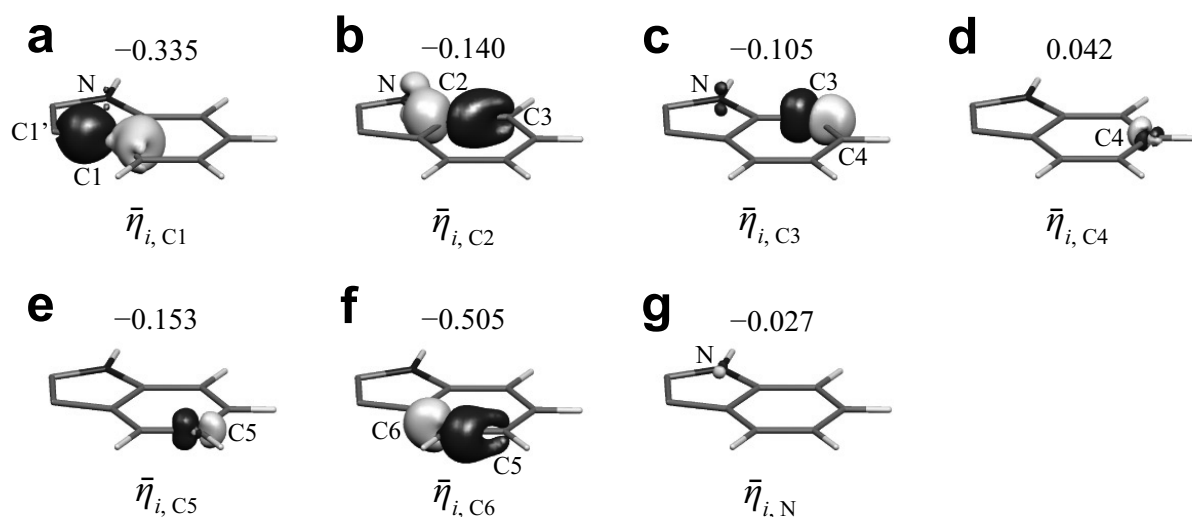 a b c d
−0.335 −0.140 −0.105 0.042
N N C2 N C3
C1’ C3 C4
C1 C4
η̄i, C1 η̄i, C2 η̄i, C3 η̄i, C4
e f g
−0.153 −0.505 −0.027
N
C5 C6
C5
η̄i, C5 η̄i, C6 η̄i, N